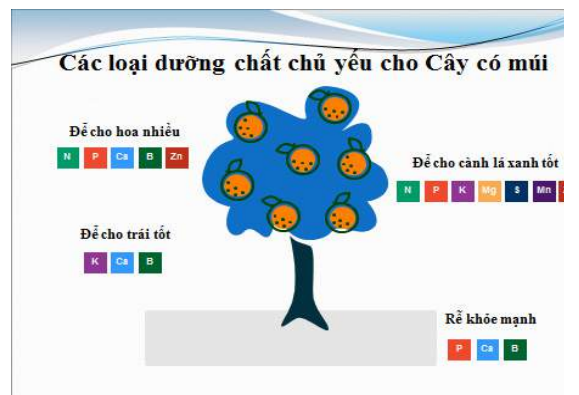 Các loại dưỡng chất chủ yếu cho Cây có múi
Để cho hoa nhiều
N P Ca B Zn
Để cho cành lá xanh tốt
N P K Mg S Mn
Để cho trái tốt
K Ca B
Rễ khỏe mạnh
P Ca B